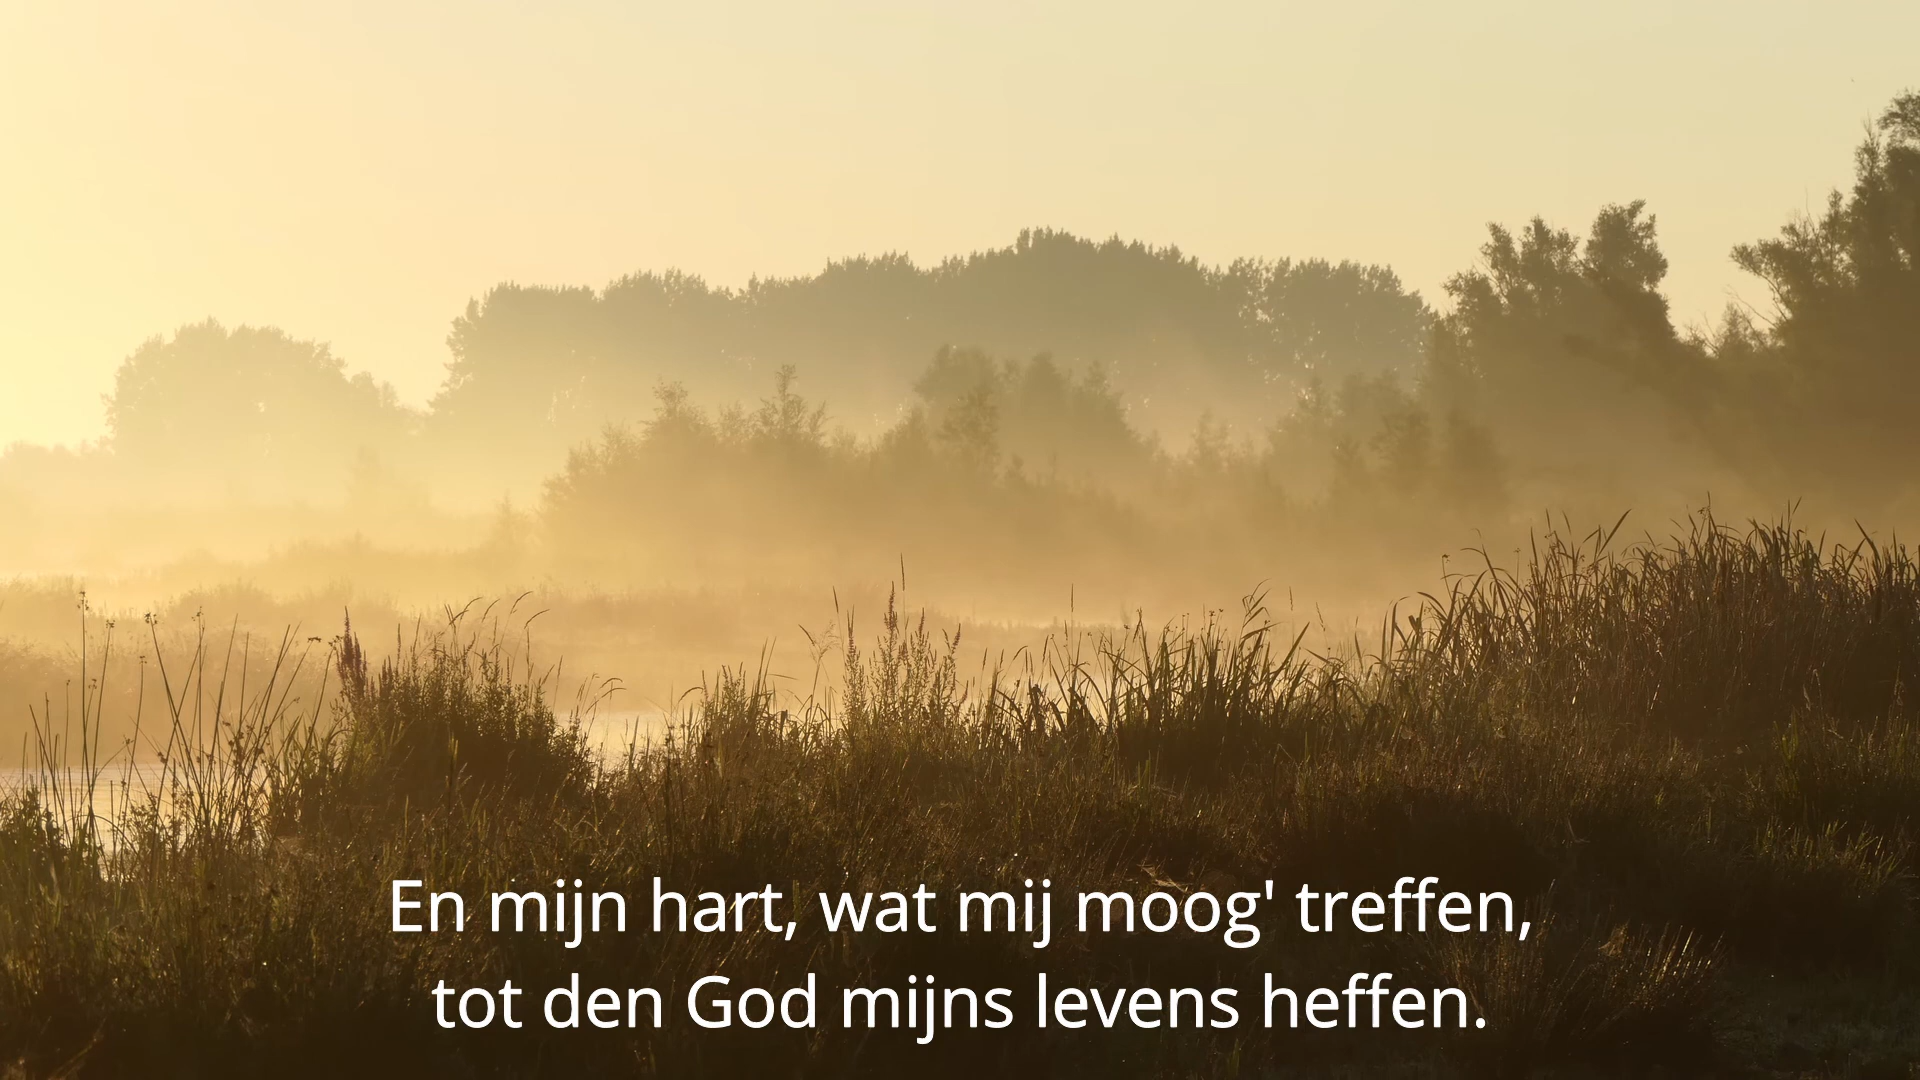 En mijn hart, wat mij moog' treffen,
tot den God mijns levens heffen.